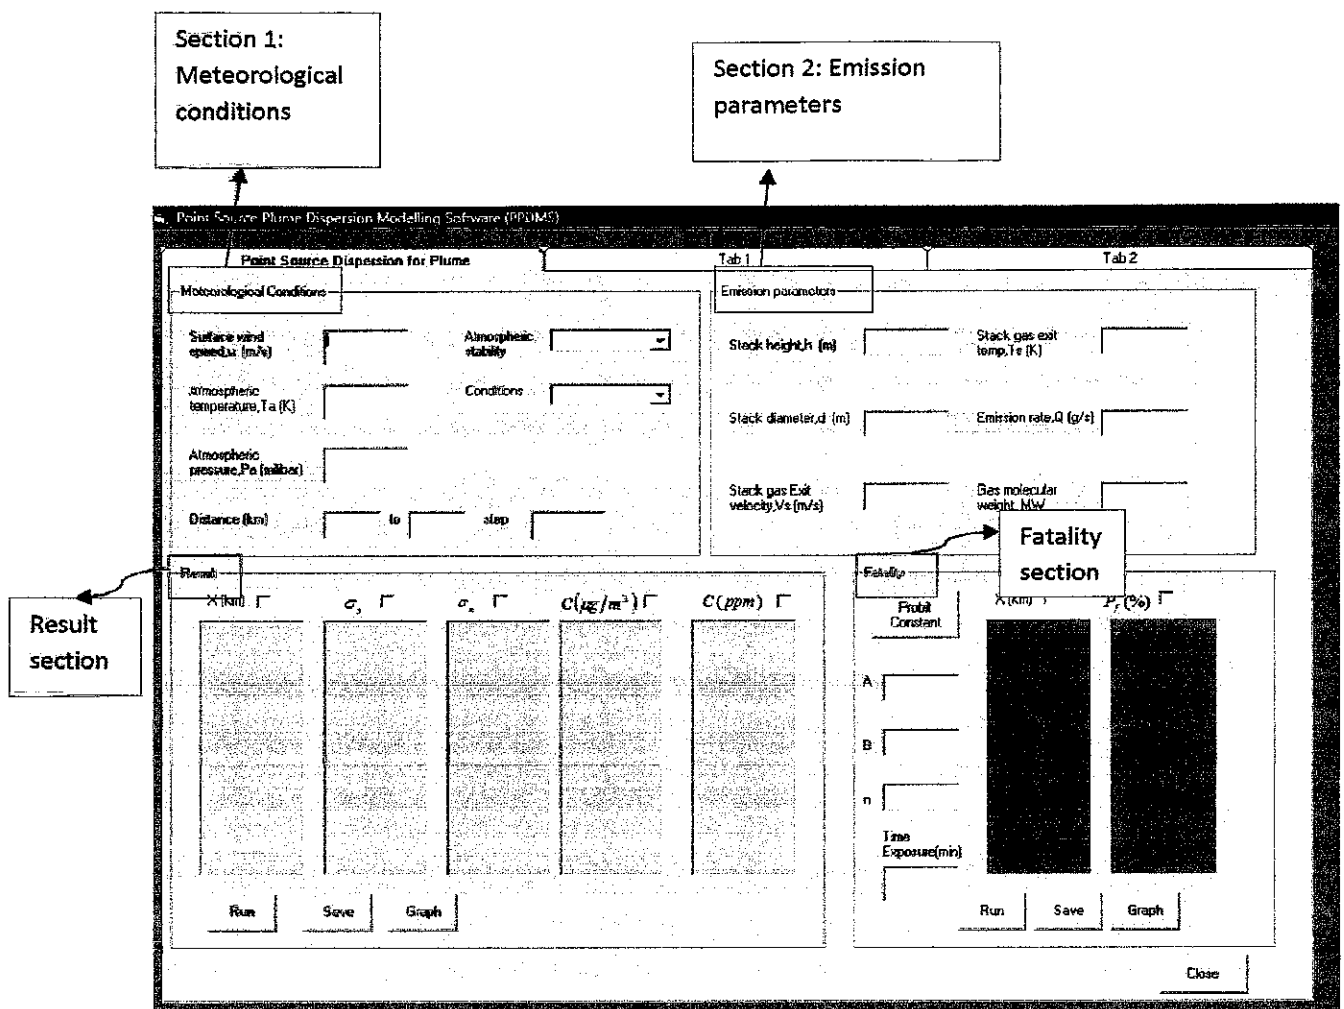 Section 1:
Meteorological
conditions
Section 2: Emission
parameters
Point Source Plume Dispersion Modelling Software (PPDMS)
Point Source Dispersion for Plume
Tab 1
Tab 2
Meteorological Conditions
Surface wind
speed,u (m/s)
Atmospheric
stability
Atmospheric
temperature,Ta (K)
Conditions
Atmospheric
pressure,Pa (milibar)
Distance (km)
to
step
Emission parameters
Stack height,h (m)
Stack gas exit
temp,Ts (K)
Stack diameter,d (m)
Emission rate,Q (g/s)
Stack gas Exit
velocity,Vs (m/s)
Gas molecular
weight, MW
Result
section
Result
X (km)
σy
σz
C(μg/m³)
C(ppm)
Run
Save
Graph
Fatality
section
Fatality
Probit
Constant
X (km)
Pr(%)
A
B
n
Time
Exposure(min)
Run
Save
Graph
Close